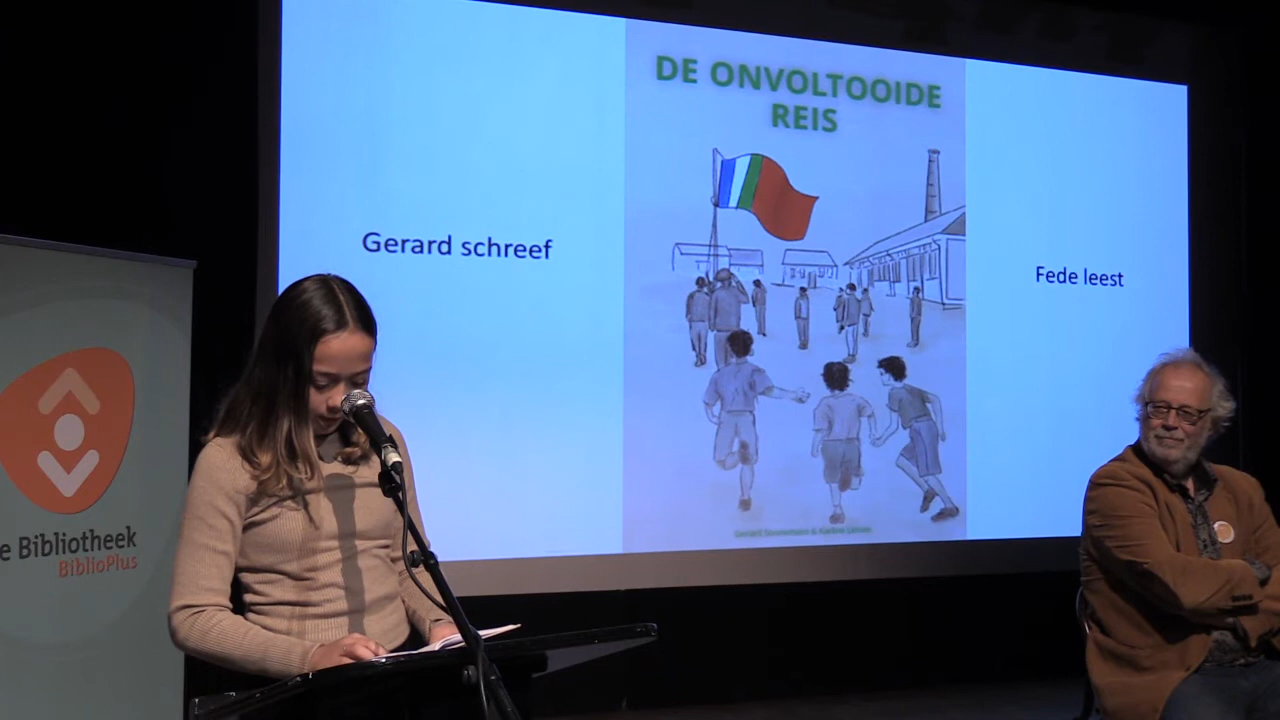 DE ONVOLTOOIDE
REIS
Gerard schreef
Fede leest
e Bibliotheek
BiblioPlus